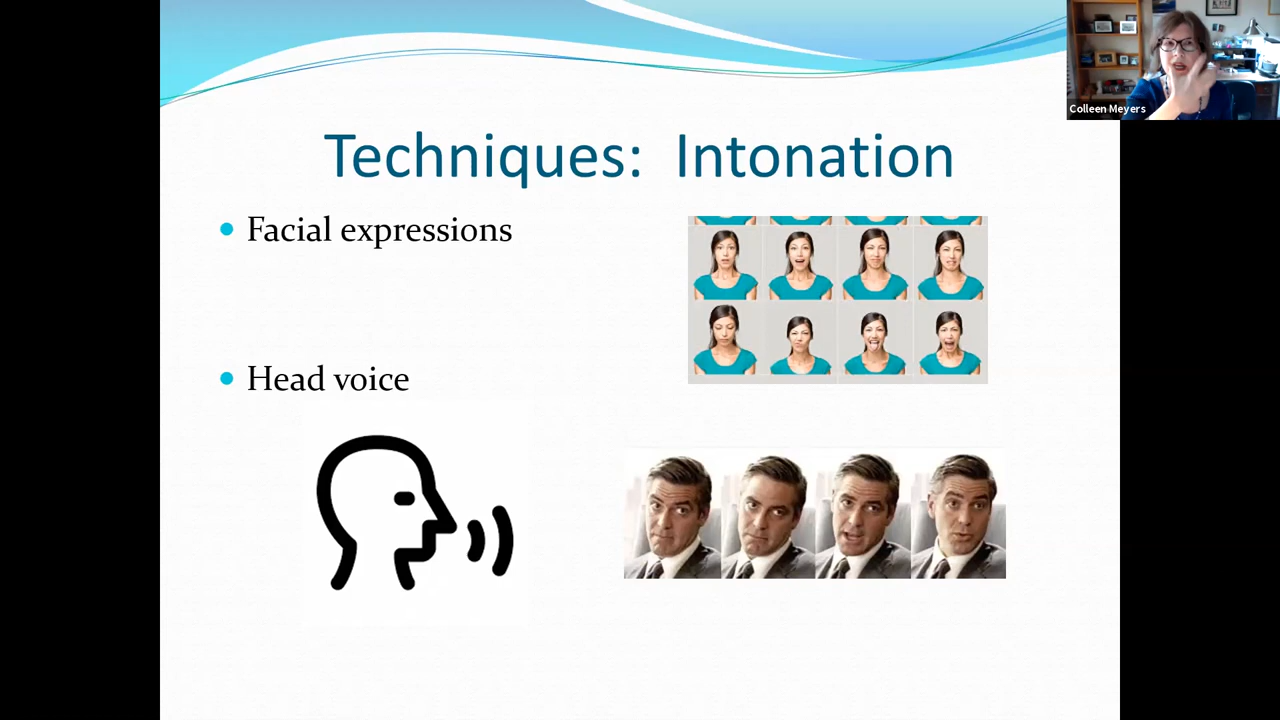 Colleen Meyers
Techniques: Intonation
Facial expressions
Head voice